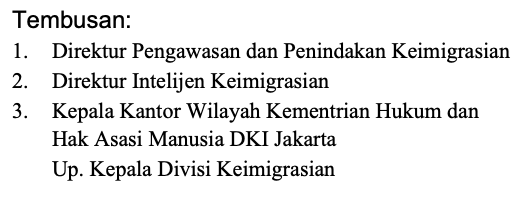 Tembusan:
1. Direktur Pengawasan dan Penindakan Keimigrasian
2. Direktur Intelijen Keimigrasian
3. Kepala Kantor Wilayah Kementrian Hukum dan
Hak Asasi Manusia DKI Jakarta
Up. Kepala Divisi Keimigrasian